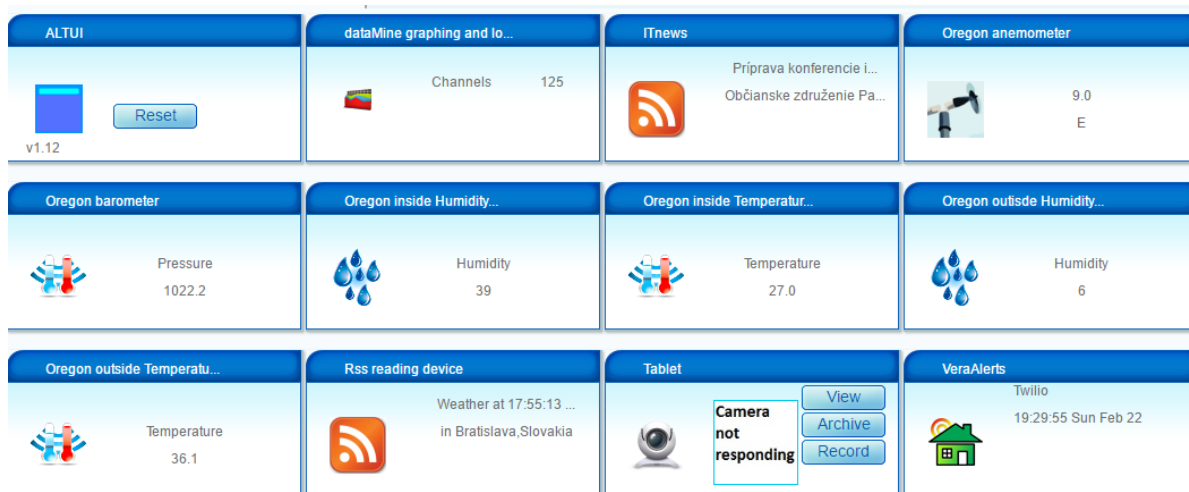 ALTUI
Reset
v1.12
dataMine graphing and lo...
Channels 125
ITnews
Príprava konferencie i...
Občianske združenie Pa...
Oregon anemometer
9.0
E
Oregon barometer
Pressure
1022.2
Oregon inside Humidity...
Humidity
39
Oregon inside Temperatur...
Temperature
27.0
Oregon outisde Humidity...
Humidity
6
Oregon outside Temperatu...
Temperature
36.1
Rss reading device
Weather at 17:55:13 ...
in Bratislava,Slovakia
Tablet
Camera
not
responding
View
Archive
Record
VeraAlerts
Twilio
19:29:55 Sun Feb 22